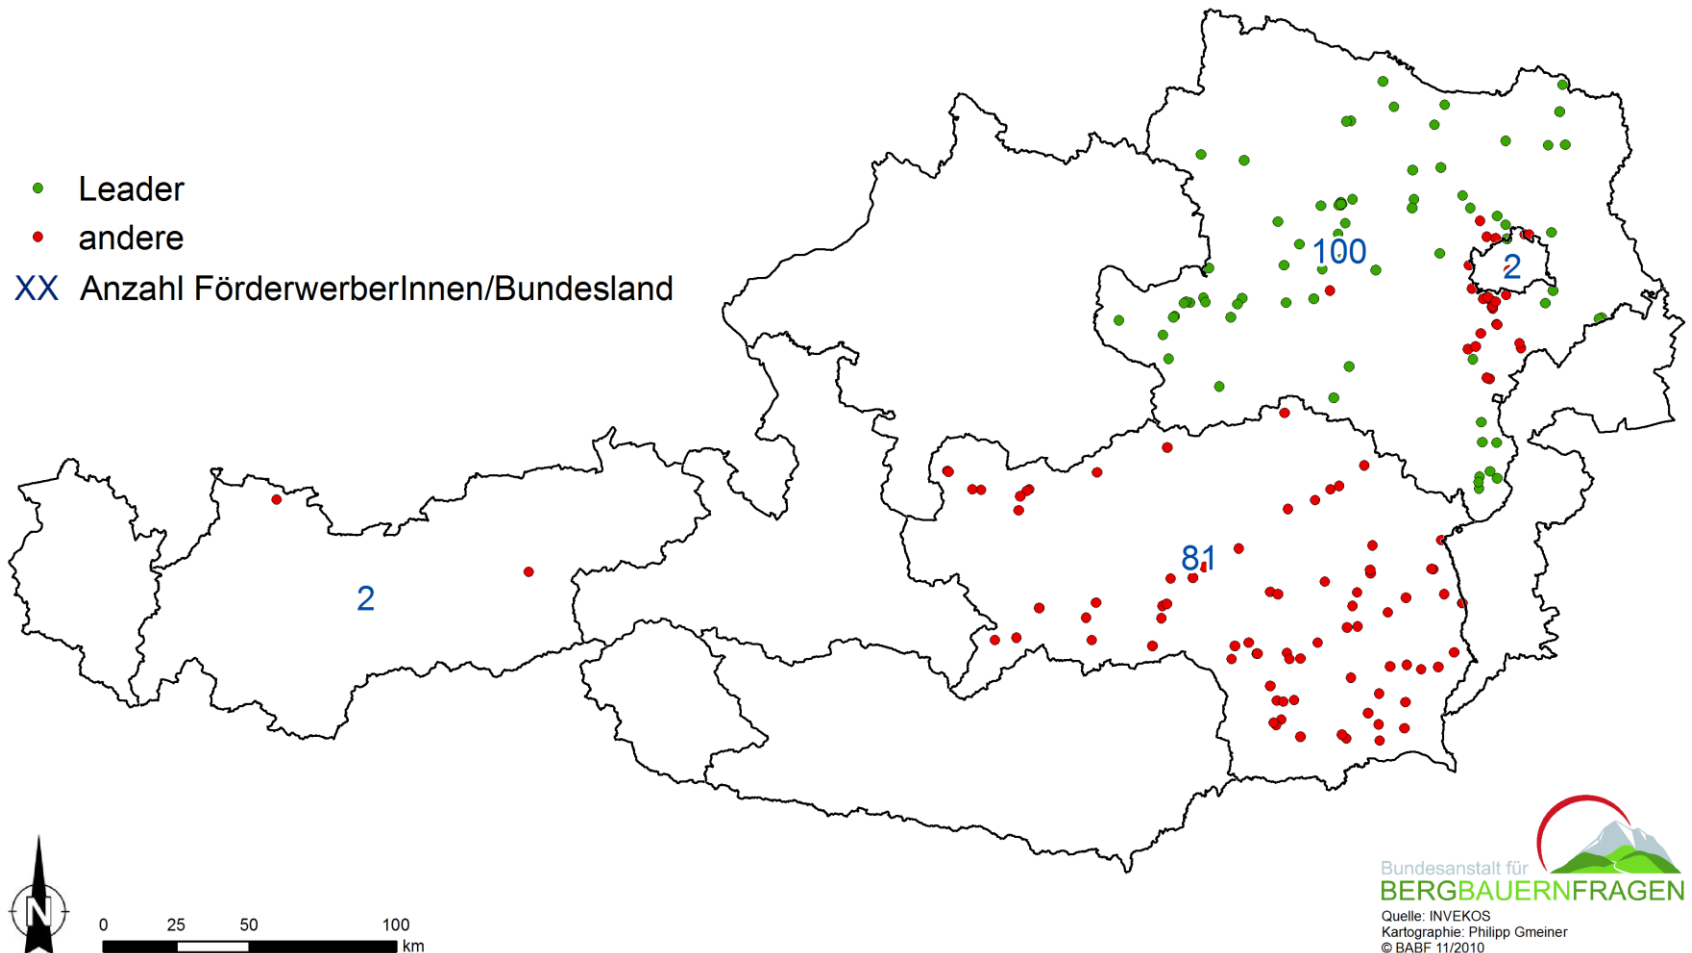 Leader
andere
XX Anzahl FörderwerberInnen/Bundesland
100
2
81
2
N
0 25 50 100
km
Bundesanstalt für
BERGBAUERNFRAGEN
Quelle: INVEKOS
Kartographie: Philipp Gmeiner
© BABF 11/2010